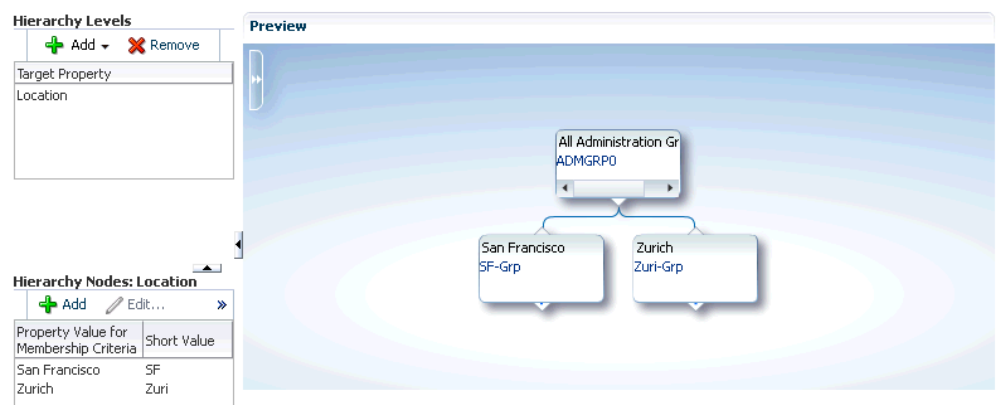 Hierarchy Levels
Add Remove
Target Property
Location
Hierarchy Nodes: Location
Add Edit... »
Property Value for Membership Criteria Short Value
San Francisco SF
Zurich Zuri
Preview
All Administration Gr
ADMGRP0
San Francisco
SF-Grp
Zurich
Zuri-Grp